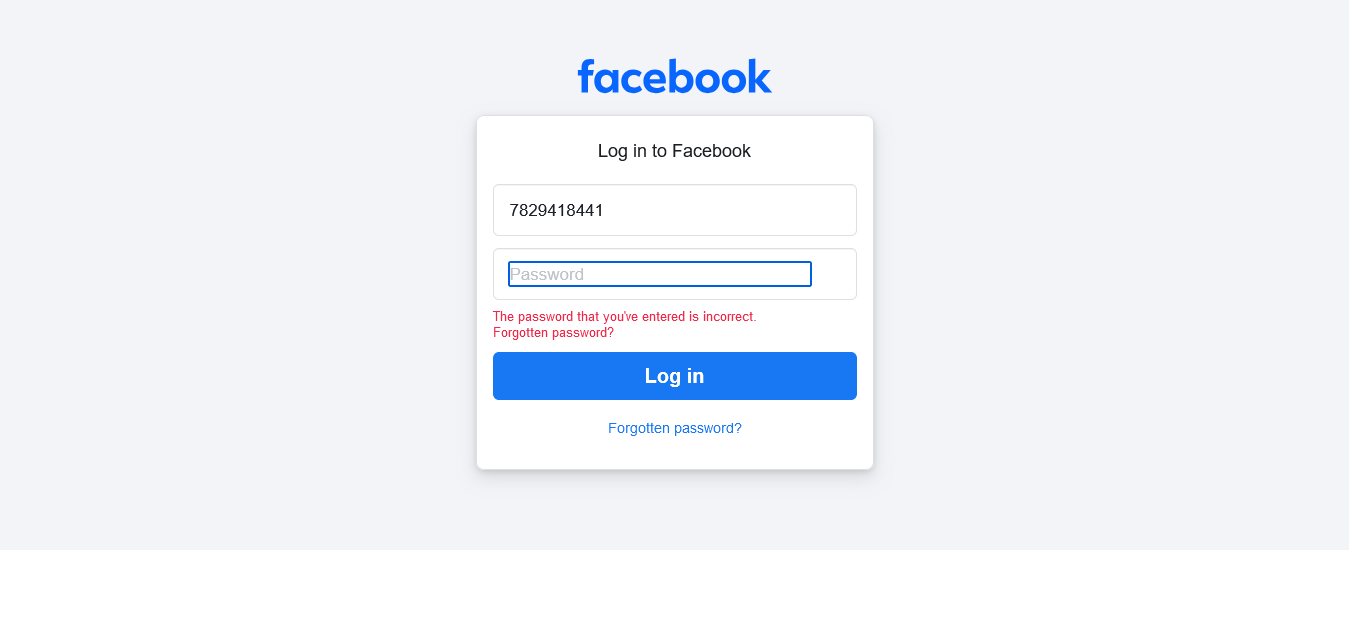 facebook
Log in to Facebook
7829418441
Password
The password that you've entered is incorrect.
Forgotten password?
Log in
Forgotten password?